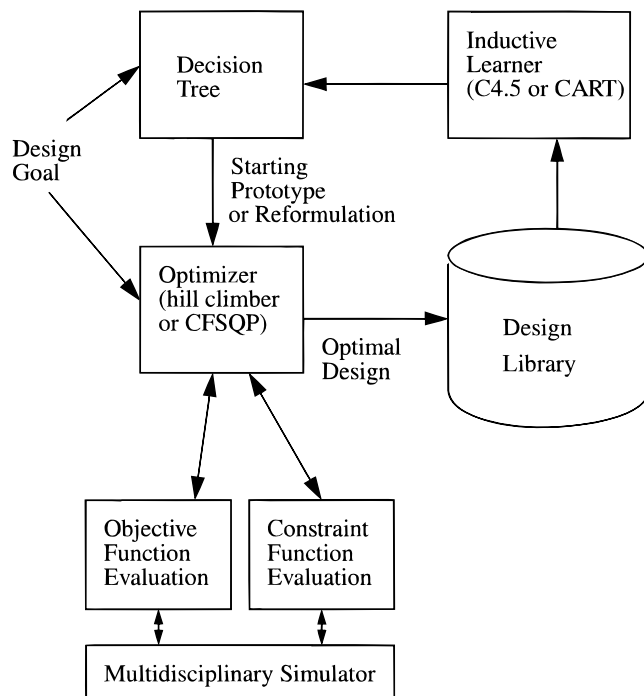 Decision
Tree
Inductive
Learner
(C4.5 or CART)
Design
Goal
Starting
Prototype
or Reformulation
Optimizer
(hill climber
or CFSQP)
Optimal
Design
Design
Library
Objective
Function
Evaluation
Constraint
Function
Evaluation
Multidisciplinary Simulator